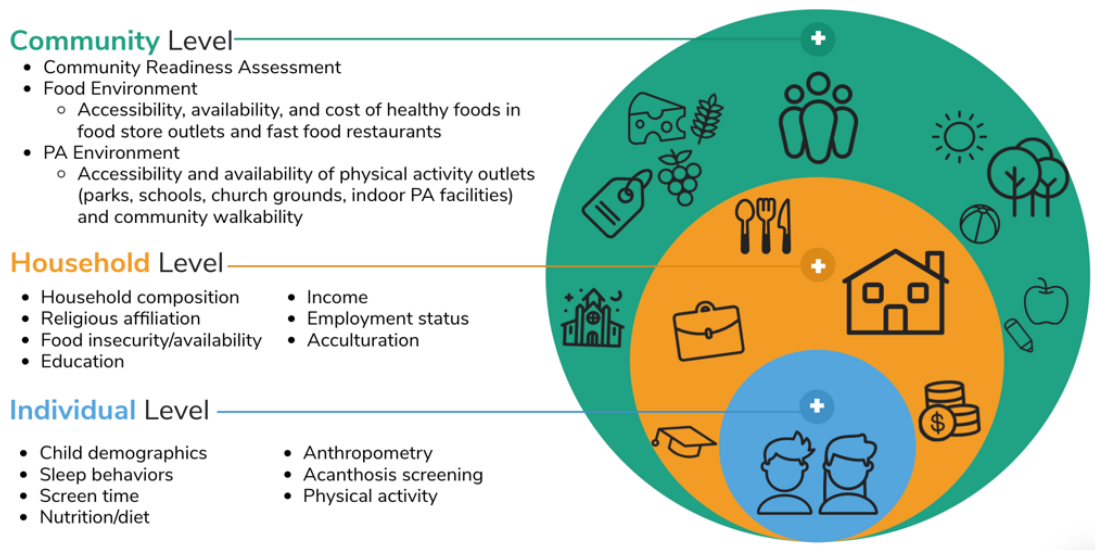 Community Level
• Community Readiness Assessment
• Food Environment
○ Accessibility, availability, and cost of healthy foods in
food store outlets and fast food restaurants
• PA Environment
○ Accessibility and availability of physical activity outlets
(parks, schools, church grounds, indoor PA facilities)
and community walkability
Household Level
• Household composition
• Religious affiliation
• Food insecurity/availability
• Education
• Income
• Employment status
• Acculturation
Individual Level
• Child demographics
• Sleep behaviors
• Screen time
• Nutrition/diet
• Anthropometry
• Acanthosis screening
• Physical activity
$